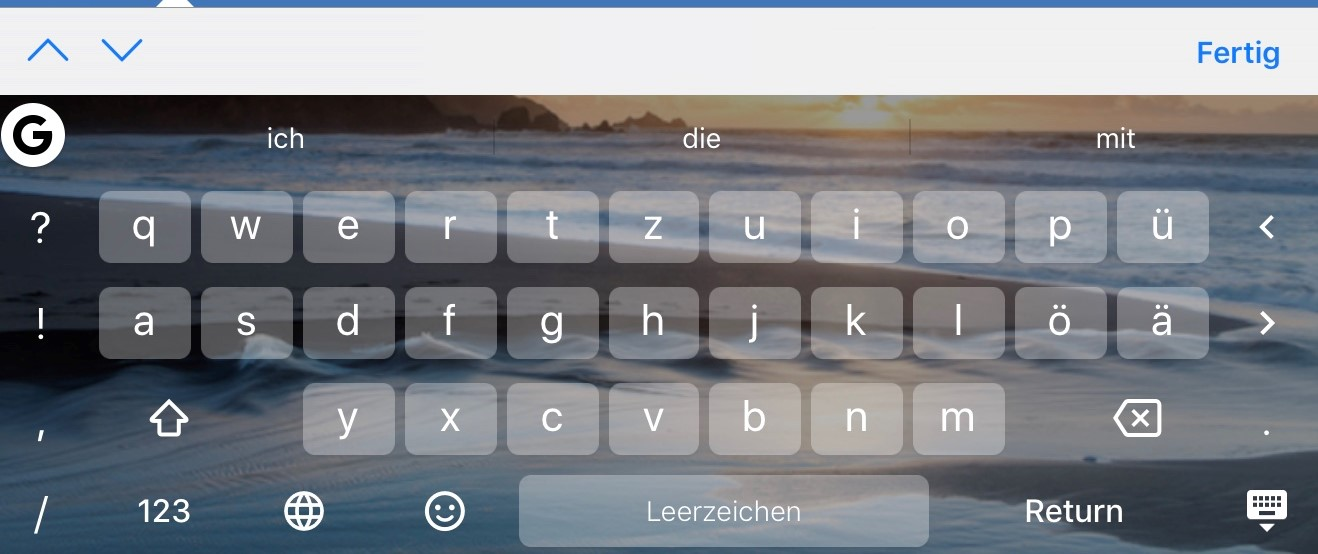 Fertig
G
ich die mit
? q w e r t z u i o p ü <
! a s d f g h j k l ö ä >
, y x c v b n m .
/ 123 Leerzeichen Return